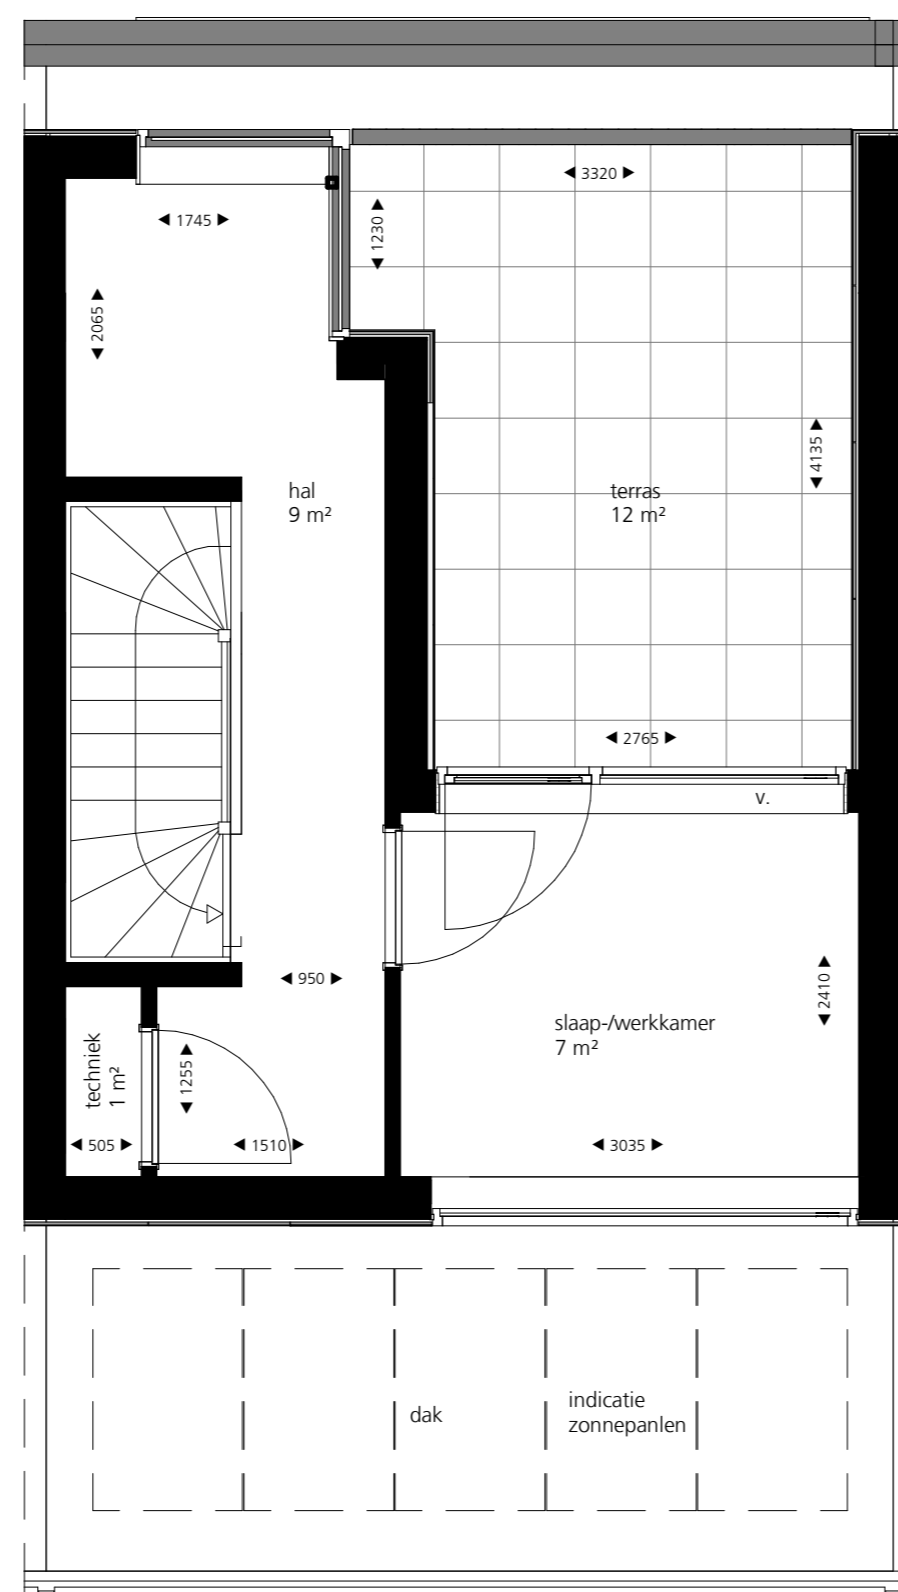 3320
1745
1230
2065
4135
hal
9 m²
terras
12 m²
2765
v.
950
2410
slaap-/werkkamer
7 m²
techniek
1 m²
1255
505
1510
3035
dak
indicatie
zonnepanlen